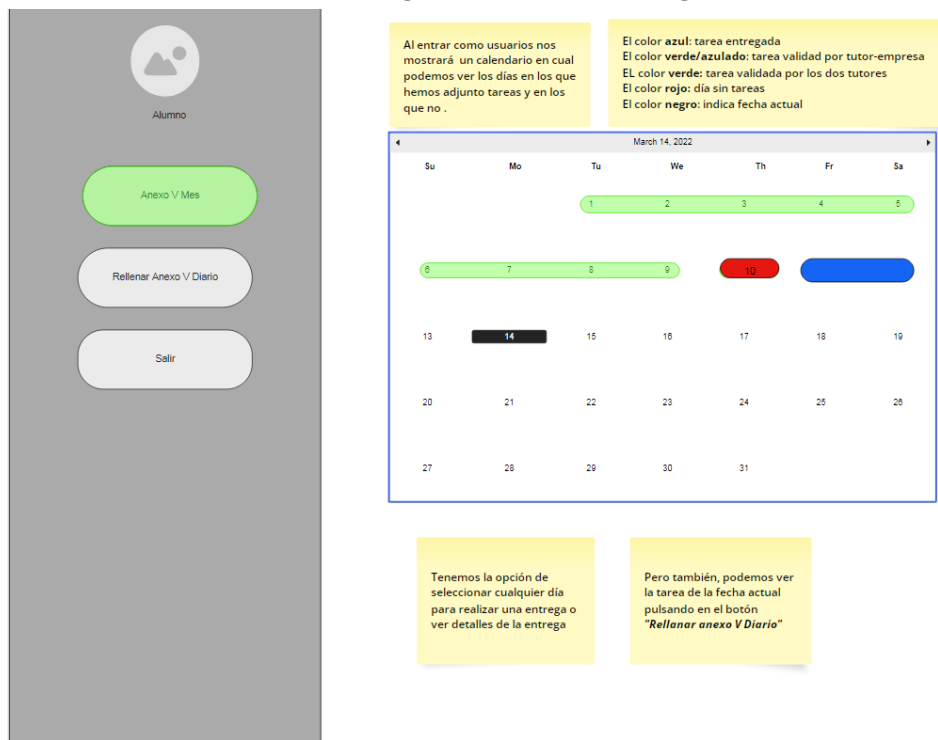 Alumno
Anexo V Mes
Rellenar Anexo V Diario
Salir
Al entrar como usuarios nos
mostrará un calendario en cual
podemos ver los días en los que
hemos adjunto tareas y en los
que no .
El color azul: tarea entregada
El color verde/azulado: tarea validad por tutor-empresa
EL color verde: tarea validada por los dos tutores
El color rojo: día sin tareas
El color negro: indica fecha actual
March 14, 2022
Su Mo Tu We Th Fr Sa
1 2 3 4 5
6 7 8 9 10
13 14 15 16 17 18 19
20 21 22 23 24 25 26
27 28 29 30 31
Tenemos la opción de
seleccionar cualquier día
para realizar una entrega o
ver detalles de la entrega
Pero también, podemos ver
la tarea de la fecha actual
pulsando en el botón
"Rellanar anexo V Diario"